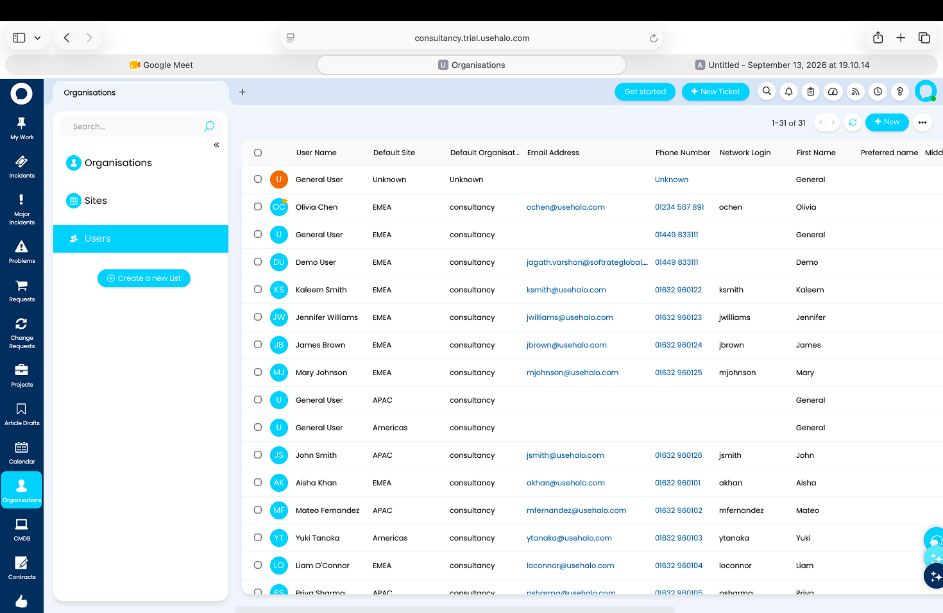 consultancy.trial.usehalo.com
Google Meet
U Organisations
A Untitled - September 13, 2026 at 19.10.14
Organisations
Get started
+ New Ticket
My Work
Incidents
Major Incidents
Problems
Requests
Change Requests
Projects
Article Drafts
Calendar
Organisations
CMDB
Contracts
Search...
«
Organisations
Sites
Users
Create a new List
1-31 of 31
+ New
User Name Default Site Default Organisat... Email Address Phone Number Network Login First Name Preferred name Midd
U General User Unknown Unknown Unknown General
OC Olivia Chen EMEA consultancy ochen@usehalo.com 01234 567 891 ochen Olivia
U General User EMEA consultancy 01449 833111 General
DU Demo User EMEA consultancy jagath.varshan@softrateglobal.... 01449 833111 Demo
KS Kaleem Smith EMEA consultancy ksmith@usehalo.com 01632 960122 ksmith Kaleem
JW Jennifer Williams EMEA consultancy jwilliams@usehalo.com 01632 960123 jwilliams Jennifer
JB James Brown EMEA consultancy jbrown@usehalo.com 01632 960124 jbrown James
MJ Mary Johnson EMEA consultancy mjohnson@usehalo.com 01632 960125 mjohnson Mary
U General User APAC consultancy General
U General User Americas consultancy General
JS John Smith APAC consultancy jsmith@usehalo.com 01632 960126 jsmith John
AK Aisha Khan EMEA consultancy akhan@usehalo.com 01632 960101 akhan Aisha
MF Mateo Fernandez APAC consultancy mfernandez@usehalo.com 01632 960102 mfernandez Mateo
YT Yuki Tanaka Americas consultancy ytanaka@usehalo.com 01632 960103 ytanaka Yuki
LO Liam O'Connor EMEA consultancy loconnor@usehalo.com 01632 960104 loconnor Liam
PS Priya Sharma APAC consultancy psharma@usehalo.com 01632 960105 psharma Priya